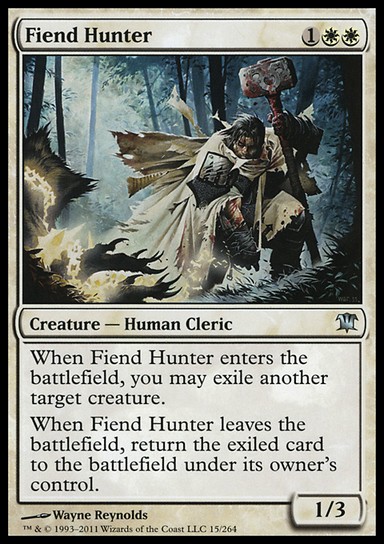 Fiend Hunter 1
Creature — Human Cleric
When Fiend Hunter enters the
battlefield, you may exile another
target creature.
When Fiend Hunter leaves the
battlefield, return the exiled card
to the battlefield under its owner's
control.
Wayne Reynolds
1/3
™ & © 1993–2011 Wizards of the Coast LLC 15/264